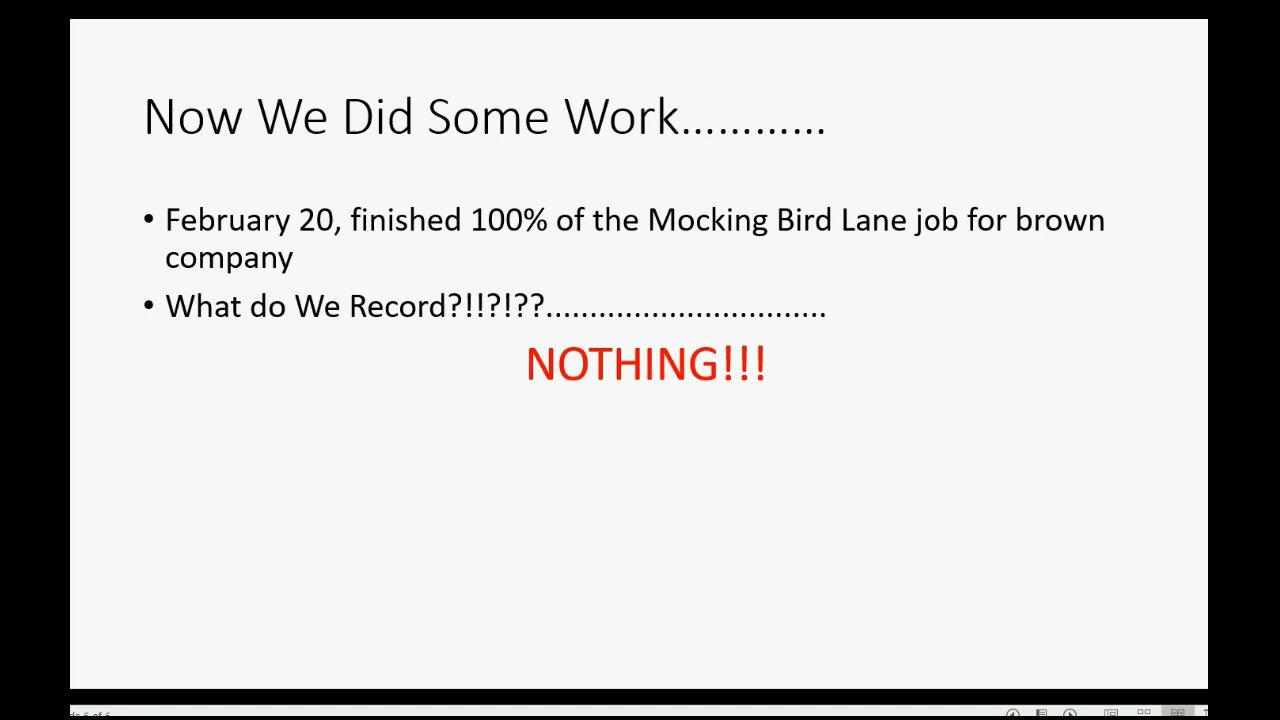 Now We Did Some Work…………
• February 20, finished 100% of the Mocking Bird Lane job for brown
company
• What do We Record?!!?!??................................
NOTHING!!!